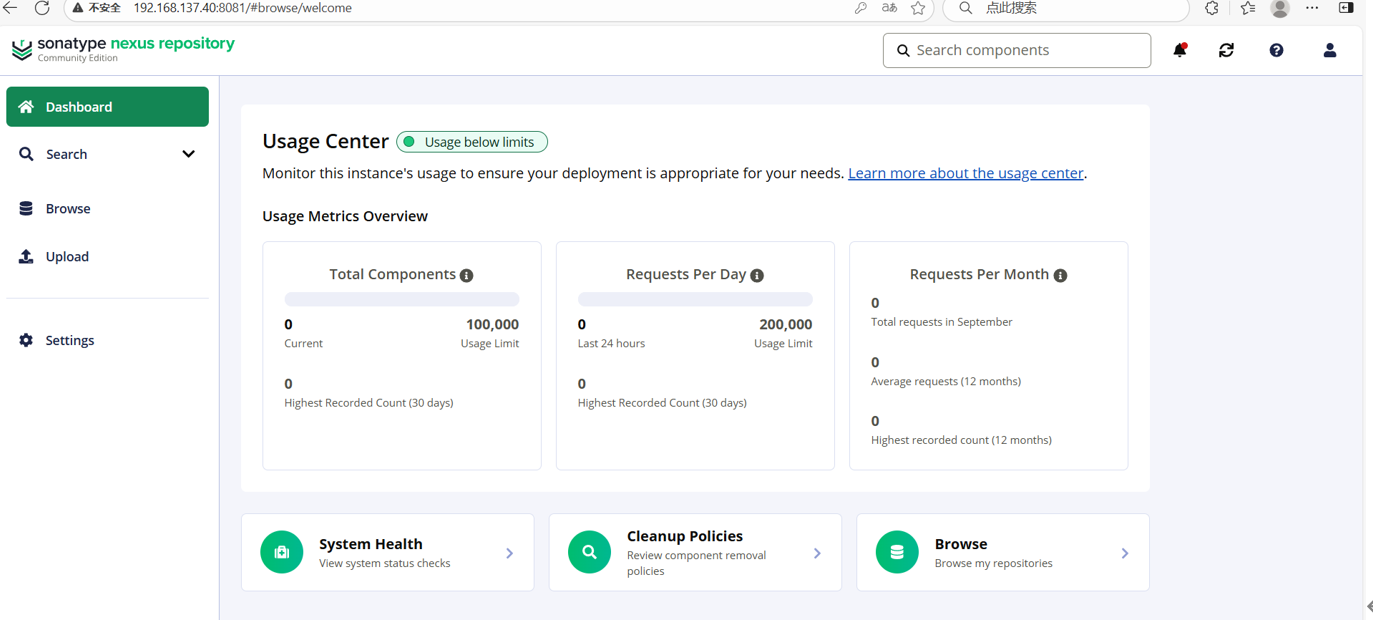 不安全 192.168.137.40:8081/#browse/welcome aあ 点此搜索
sonatype nexus repository
Community Edition
Search components
Dashboard
Search
Browse
Upload
Settings
Usage Center Usage below limits
Monitor this instance's usage to ensure your deployment is appropriate for your needs. Learn more about the usage center.
Usage Metrics Overview
Total Components
0 100,000
Current Usage Limit
0
Highest Recorded Count (30 days)
Requests Per Day
0 200,000
Last 24 hours Usage Limit
0
Highest Recorded Count (30 days)
Requests Per Month
0
Total requests in September
0
Average requests (12 months)
0
Highest recorded count (12 months)
System Health
View system status checks
Cleanup Policies
Review component removal
policies
Browse
Browse my repositories